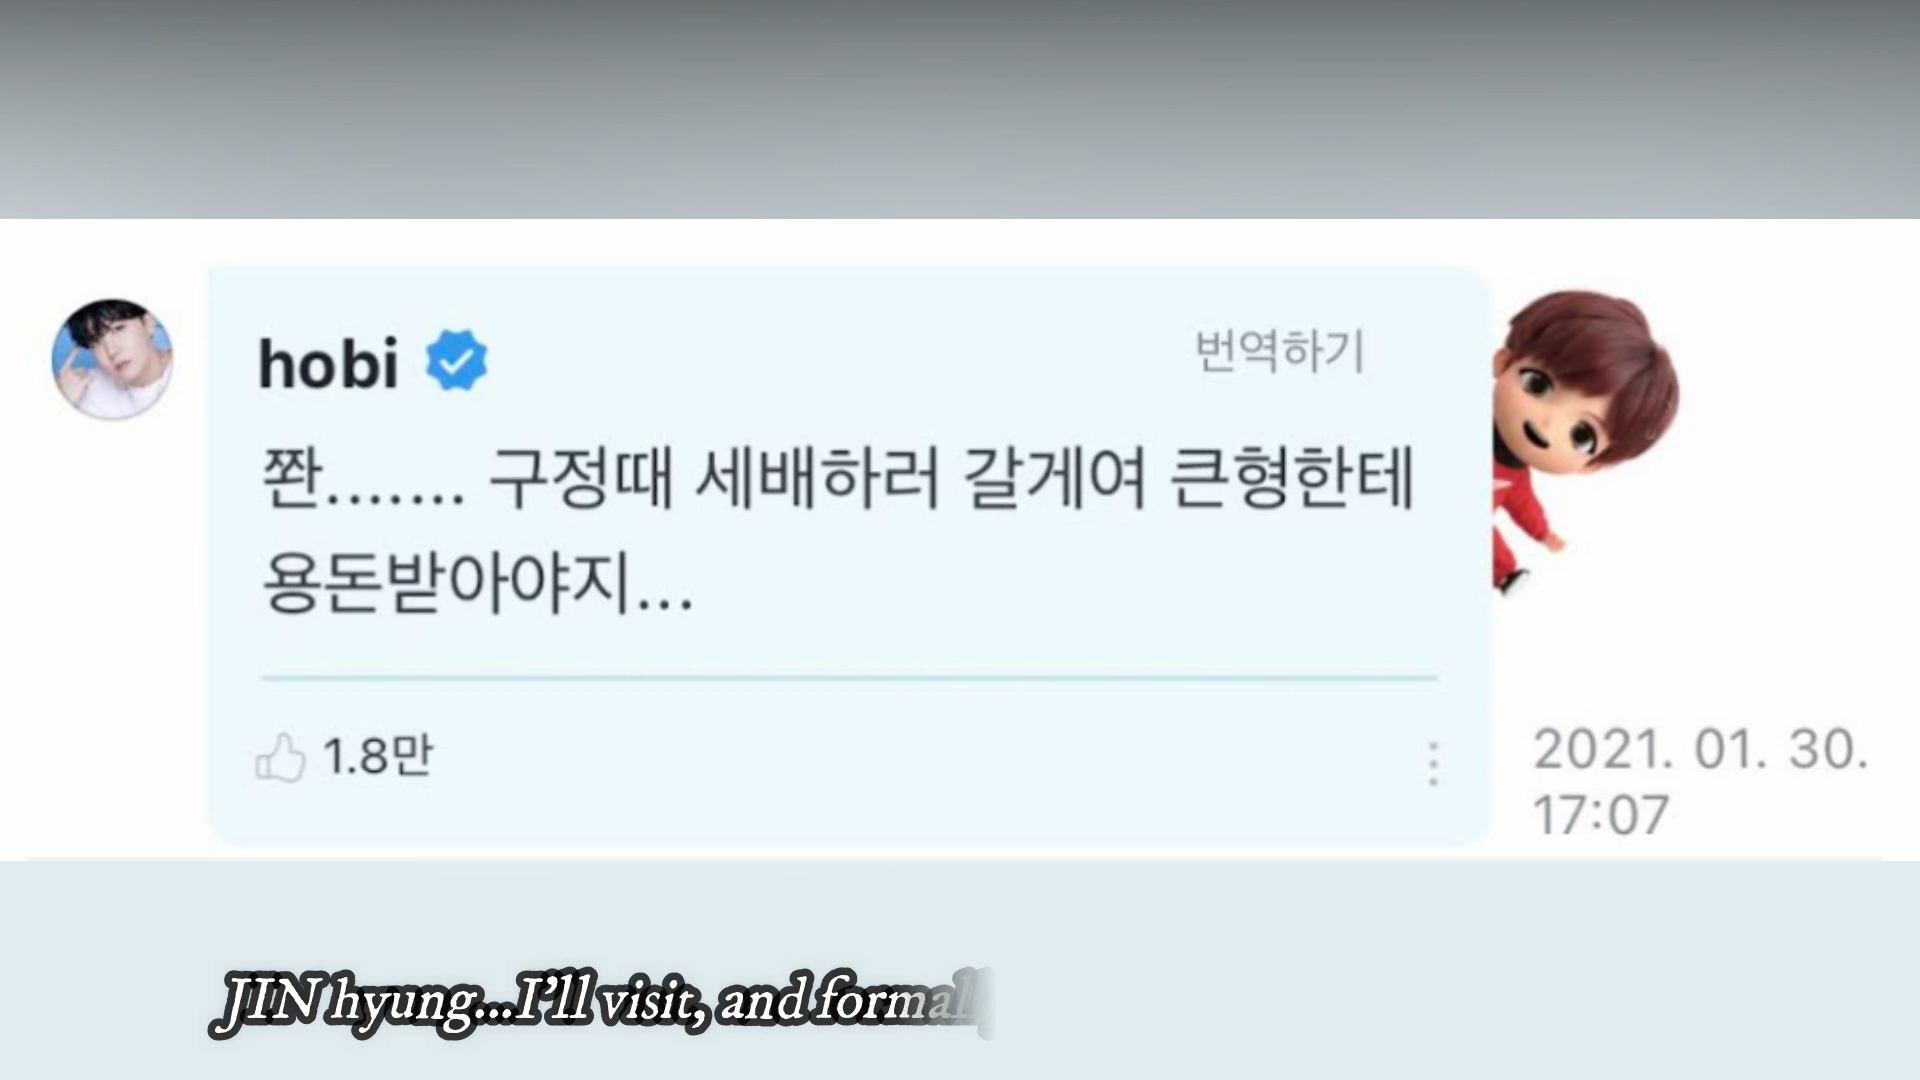 hobi
번역하기
쫜....... 구정때 세배하러 갈게여 큰형한테
용돈받아야지...
1.8만
2021. 01. 30.
17:07
JIN hyung...I'll visit, and formal